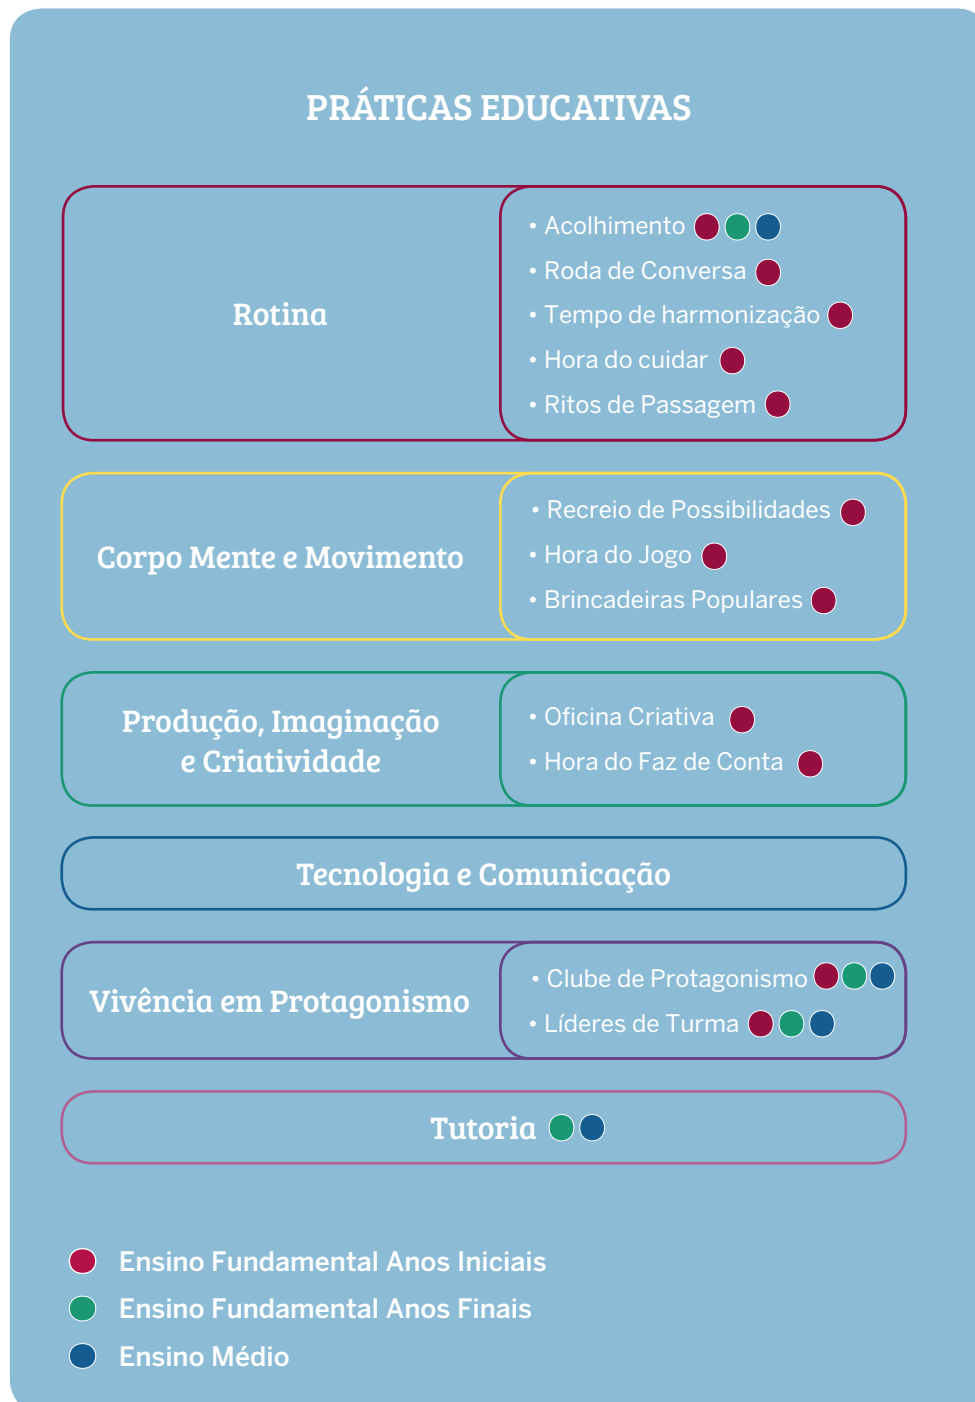 PRÁTICAS EDUCATIVAS
Rotina
• Acolhimento
• Roda de Conversa
• Tempo de harmonização
• Hora do cuidar
• Ritos de Passagem
Corpo Mente e Movimento
• Recreio de Possibilidades
• Hora do Jogo
• Brincadeiras Populares
Produção, Imaginação
e Criatividade
• Oficina Criativa
• Hora do Faz de Conta
Tecnologia e Comunicação
Vivência em Protagonismo
• Clube de Protagonismo
• Líderes de Turma
Tutoria
Ensino Fundamental Anos Iniciais
Ensino Fundamental Anos Finais
Ensino Médio